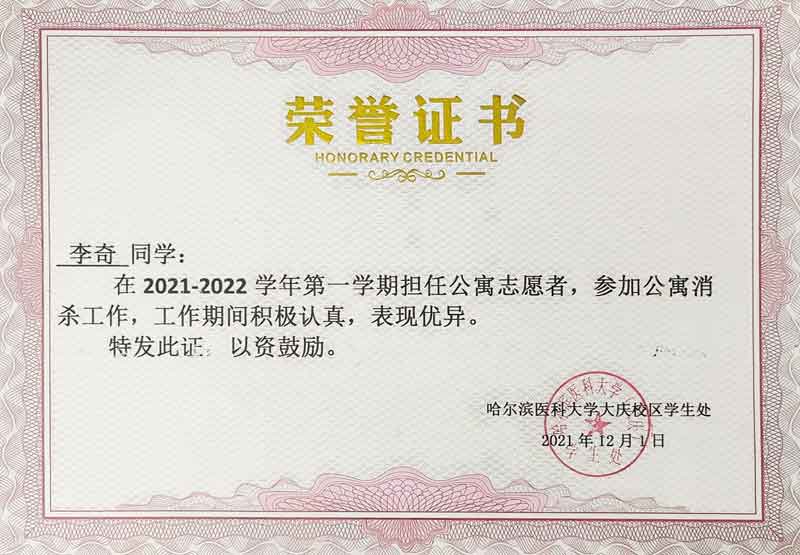 荣誉证书
HONORARY CREDENTIAL
李奇 同学：
在 2021-2022 学年第一学期担任公寓志愿者，参加公寓消
杀工作，工作期间积极认真，表现优异。
特发此证 以资鼓励。
哈尔滨医科大学大庆校区学生处
2021 年 12 月 1 日